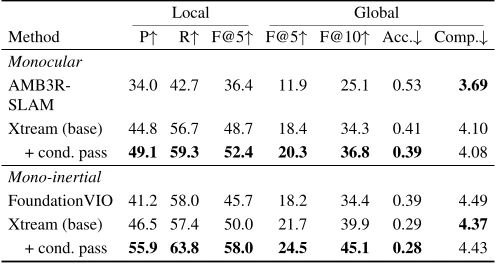 Local Global
Method P↑ R↑ F@5↑ F@5↑ F@10↑ Acc.↓ Comp.↓
Monocular
AMB3R- 34.0 42.7 36.4 11.9 25.1 0.53 3.69
SLAM
Xtream (base) 44.8 56.7 48.7 18.4 34.3 0.41 4.10
+ cond. pass 49.1 59.3 52.4 20.3 36.8 0.39 4.08
Mono-inertial
FoundationVIO 41.2 58.0 45.7 18.2 34.4 0.39 4.49
Xtream (base) 46.5 57.4 50.0 21.7 39.9 0.29 4.37
+ cond. pass 55.9 63.8 58.0 24.5 45.1 0.28 4.43